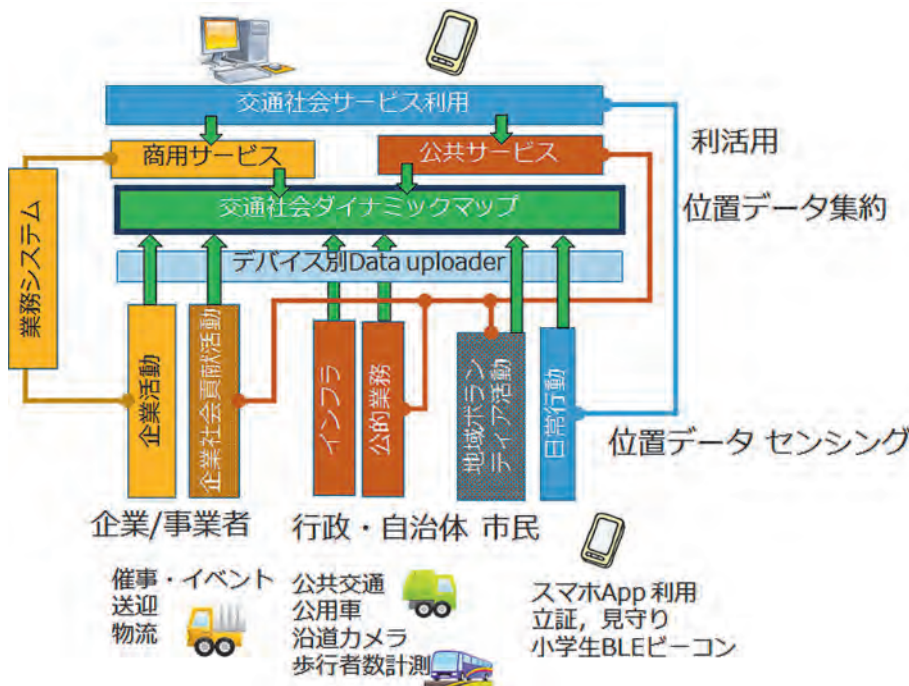 交通社会サービス利用
商用サービス
公共サービス
利活用
交通社会ダイナミックマップ
位置データ集約
デバイス別Data uploader
業務システム
企業活動
企業社会貢献活動
インフラ
公的業務
地域ボラン
ティア活動
日常行動
位置データ センシング
企業/事業者
行政・自治体
市民
催事・イベント
送迎
物流
公共交通
公用車
沿道カメラ
歩行者数計測
スマホApp 利用
立証，見守り
小学生BLEビーコン